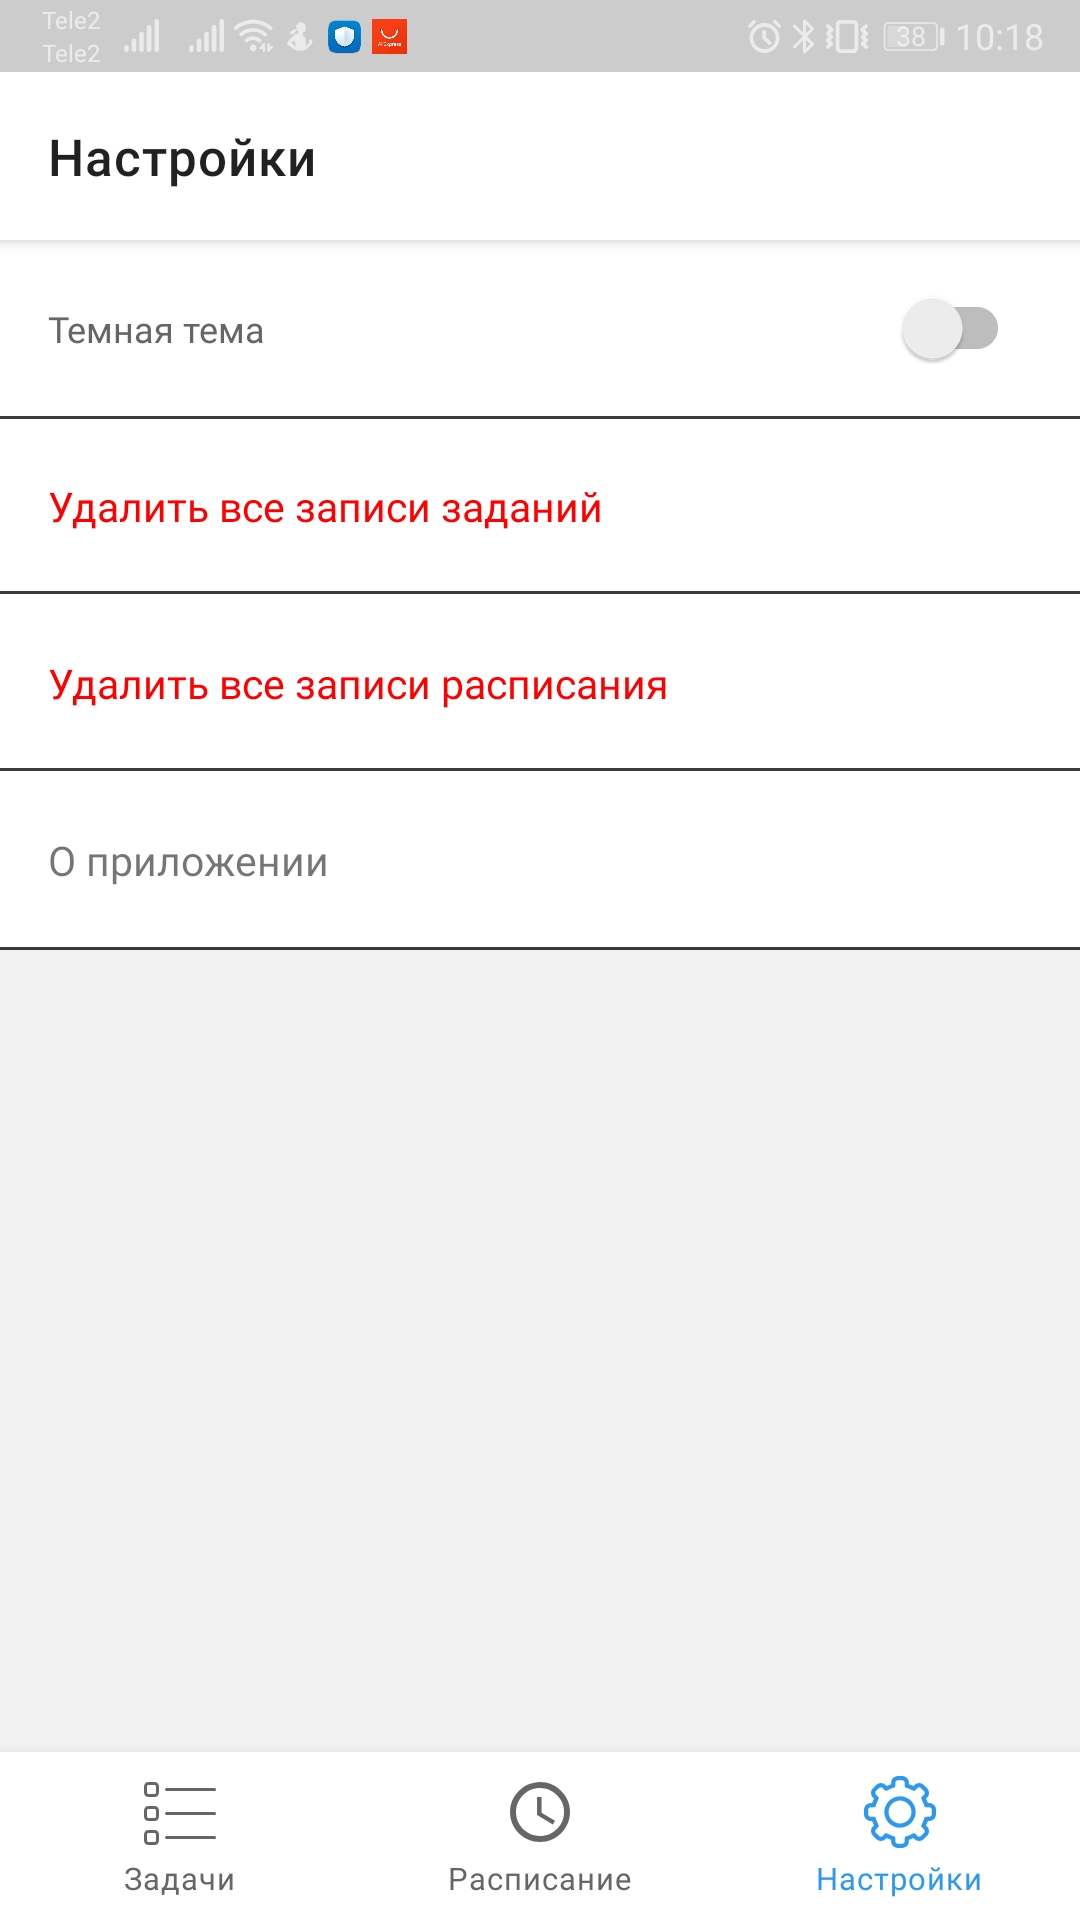 Tele2
Tele2
38
10:18
Настройки
Темная тема
Удалить все записи заданий
Удалить все записи расписания
О приложении
Задачи
Расписание
Настройки